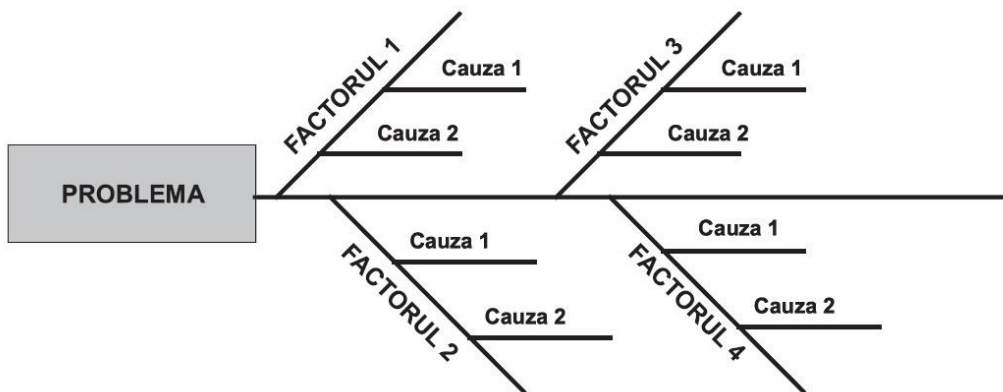 FACTORUL 1
Cauza 1
Cauza 2
FACTORUL 3
Cauza 1
Cauza 2
PROBLEMA
FACTORUL 2
Cauza 1
Cauza 2
FACTORUL 4
Cauza 1
Cauza 2